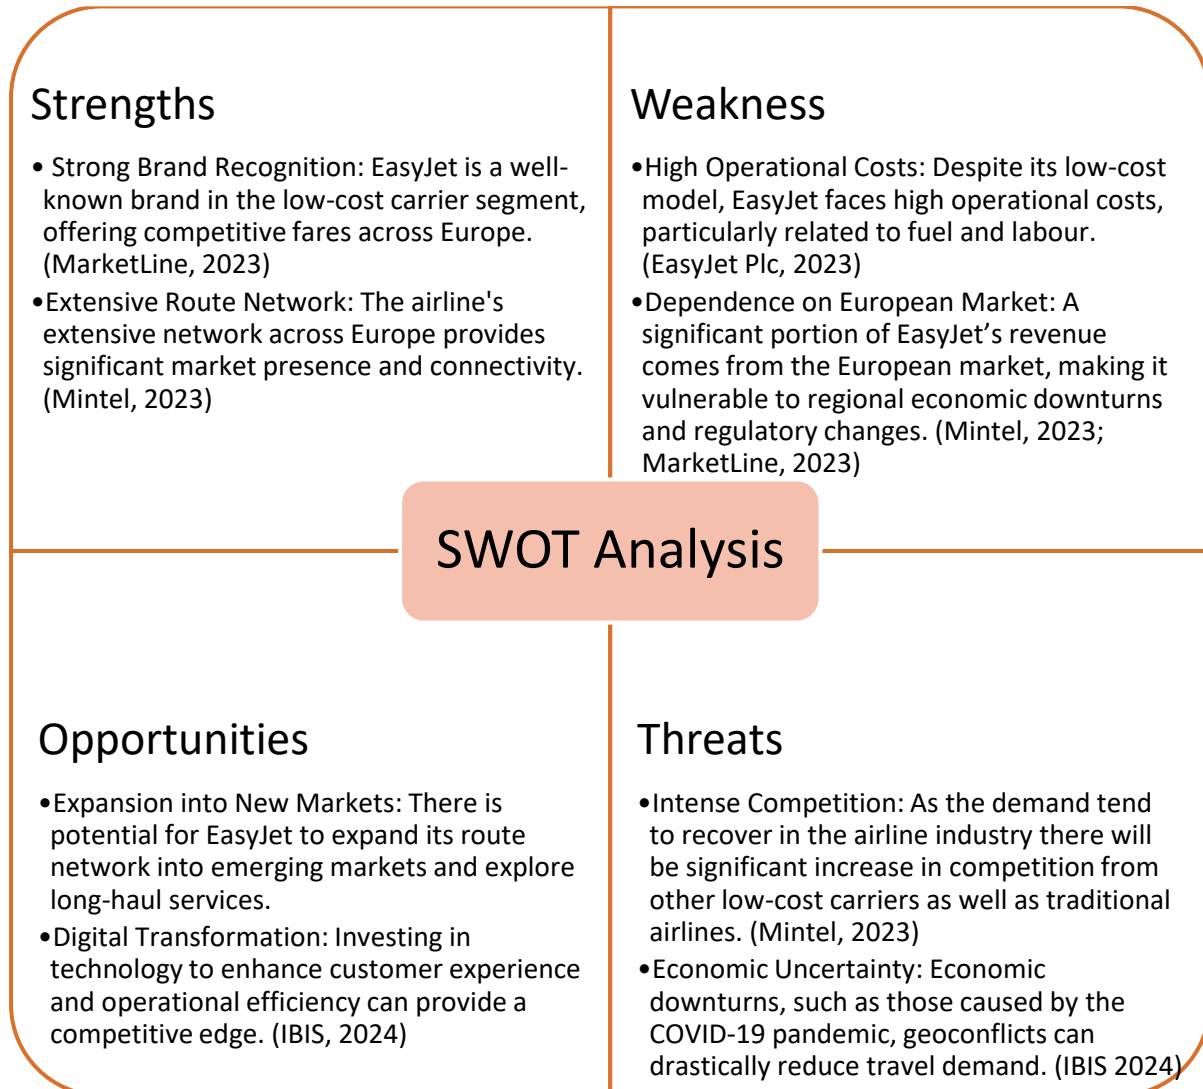 Strengths
• Strong Brand Recognition: EasyJet is a well-
known brand in the low-cost carrier segment,
offering competitive fares across Europe.
(MarketLine, 2023)
•Extensive Route Network: The airline's
extensive network across Europe provides
significant market presence and connectivity.
(Mintel, 2023)
Weakness
•High Operational Costs: Despite its low-cost
model, EasyJet faces high operational costs,
particularly related to fuel and labour.
(EasyJet Plc, 2023)
•Dependence on European Market: A
significant portion of EasyJet’s revenue
comes from the European market, making it
vulnerable to regional economic downturns
and regulatory changes. (Mintel, 2023;
MarketLine, 2023)
SWOT Analysis
Opportunities
•Expansion into New Markets: There is
potential for EasyJet to expand its route
network into emerging markets and explore
long-haul services.
•Digital Transformation: Investing in
technology to enhance customer experience
and operational efficiency can provide a
competitive edge. (IBIS, 2024)
Threats
•Intense Competition: As the demand tend
to recover in the airline industry there will
be significant increase in competition from
other low-cost carriers as well as traditional
airlines. (Mintel, 2023)
•Economic Uncertainty: Economic
downturns, such as those caused by the
COVID-19 pandemic, geoconflicts can
drastically reduce travel demand. (IBIS 2024)